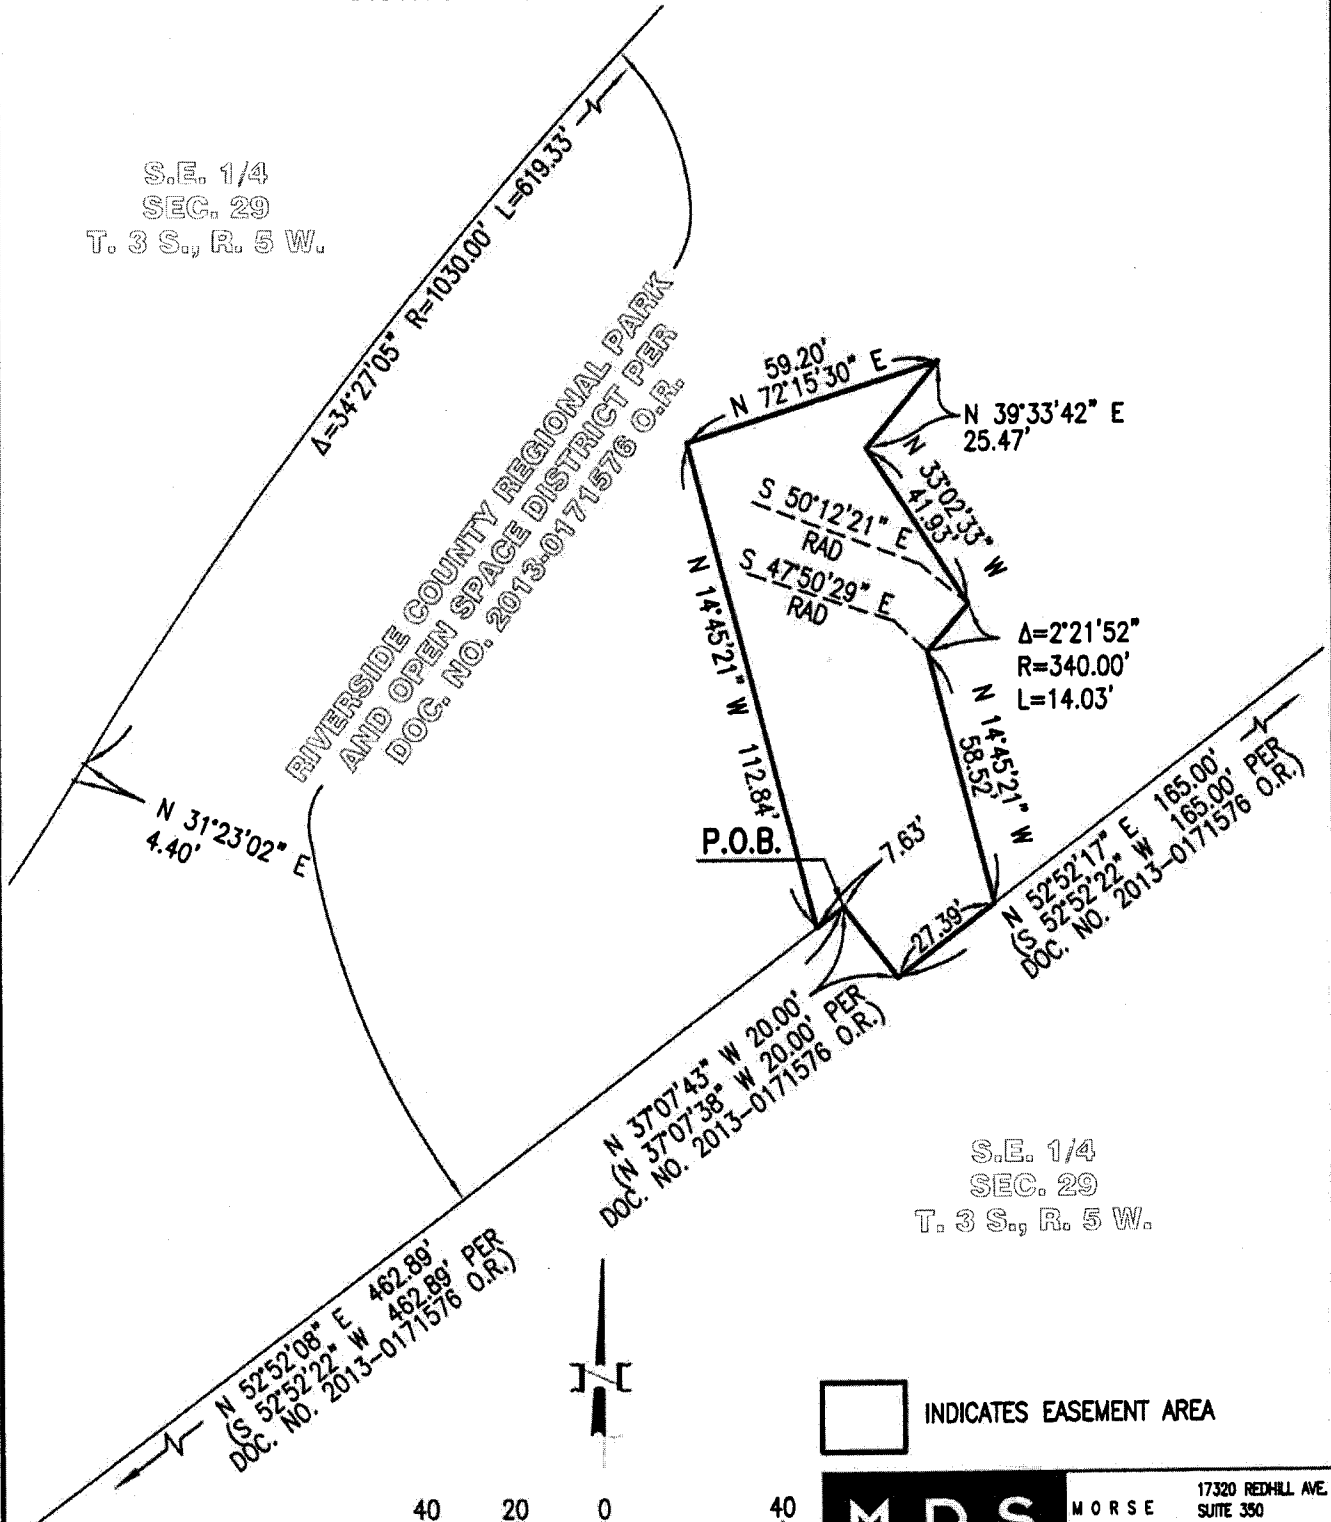 S.E. 1/4
SEC. 29
T. 3 S., R. 5 W.
Δ=34°27'05" R=1030.00' L=619.33'
RIVERSIDE COUNTY REGIONAL PARK
AND OPEN SPACE DISTRICT PER
DOC. NO. 2013-0171576 O.R.
59.20'
N 72°15'30" E
N 39°33'42" E
25.47'
N 33°02'33" W
41.93'
S 50°12'21" E
RAD
S 47°50'29" E
RAD
Δ=2°21'52"
R=340.00'
L=14.03'
N 14°45'21" W 112.84'
N 14°45'21" W
58.52'
N 31°23'02" E
4.40'
P.O.B.
7.63'
27.39'
N 52°52'17" E 165.00'
(S 52°52'22" W 165.00' PER
DOC. NO. 2013-0171576 O.R.)
N 37°07'43" W 20.00'
(N 37°07'38" W 20.00' PER
DOC. NO. 2013-0171576 O.R.)
S.E. 1/4
SEC. 29
T. 3 S., R. 5 W.
N 52°52'08" E 462.89'
(S 52°52'22" W 462.89' PER
DOC. NO. 2013-0171576 O.R.)
INDICATES EASEMENT AREA
40 20 0 40
MDS
MORSE
17320 REDHILL AVE.
SUITE 350